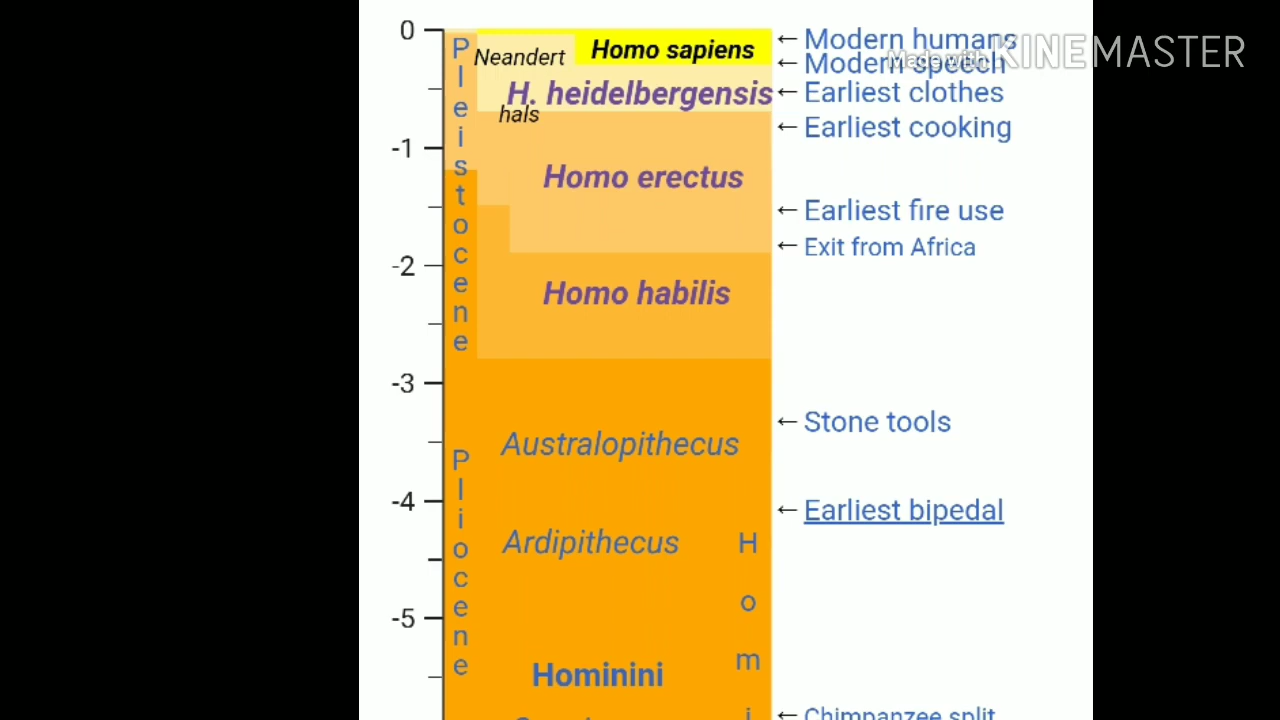 0
Pleistocene
Neandert
hals
Homo sapiens
← Modern humans
Made with KINEMASTER
← Modern speech
H. heidelbergensis
← Earliest clothes
← Earliest cooking
-1
Homo erectus
← Earliest fire use
← Exit from Africa
-2
Homo habilis
-3
← Stone tools
Australopithecus
Pliocene
-4
← Earliest bipedal
Ardipithecus
H
o
m
i
-5
Hominini
← Chimpanzee split